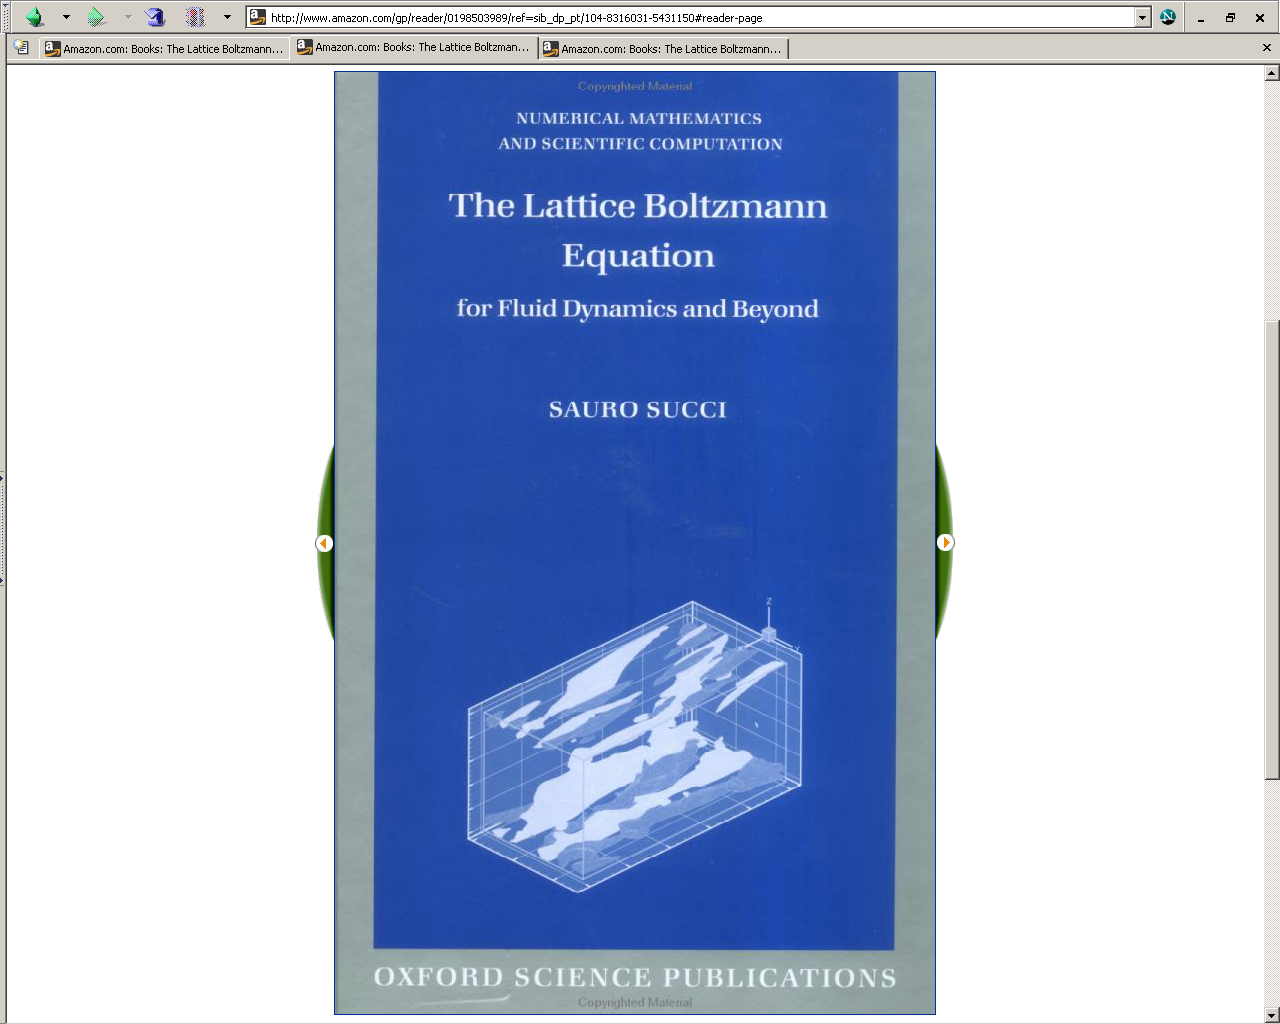 http://www.amazon.com/gp/reader/0198503989/ref=sib_dp_pt/104-8316031-5431150#reader-page
Amazon.com: Books: The Lattice Boltzmann...
Amazon.com: Books: The Lattice Boltzman...
Amazon.com: Books: The Lattice Boltzmann...
Copyrighted Material
NUMERICAL MATHEMATICS
AND SCIENTIFIC COMPUTATION
The Lattice Boltzmann
Equation
for Fluid Dynamics and Beyond
SAURO SUCCI
Z
OXFORD SCIENCE PUBLICATIONS
Copyrighted Material